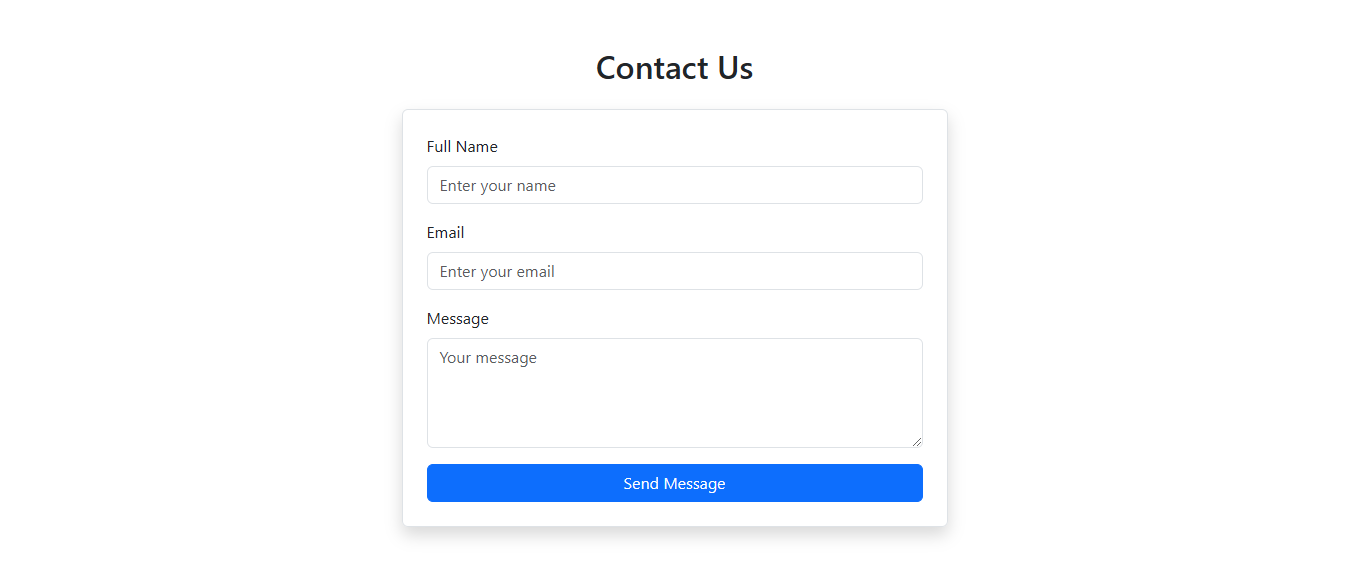 Contact Us
Full Name
Enter your name
Email
Enter your email
Message
Your message
Send Message